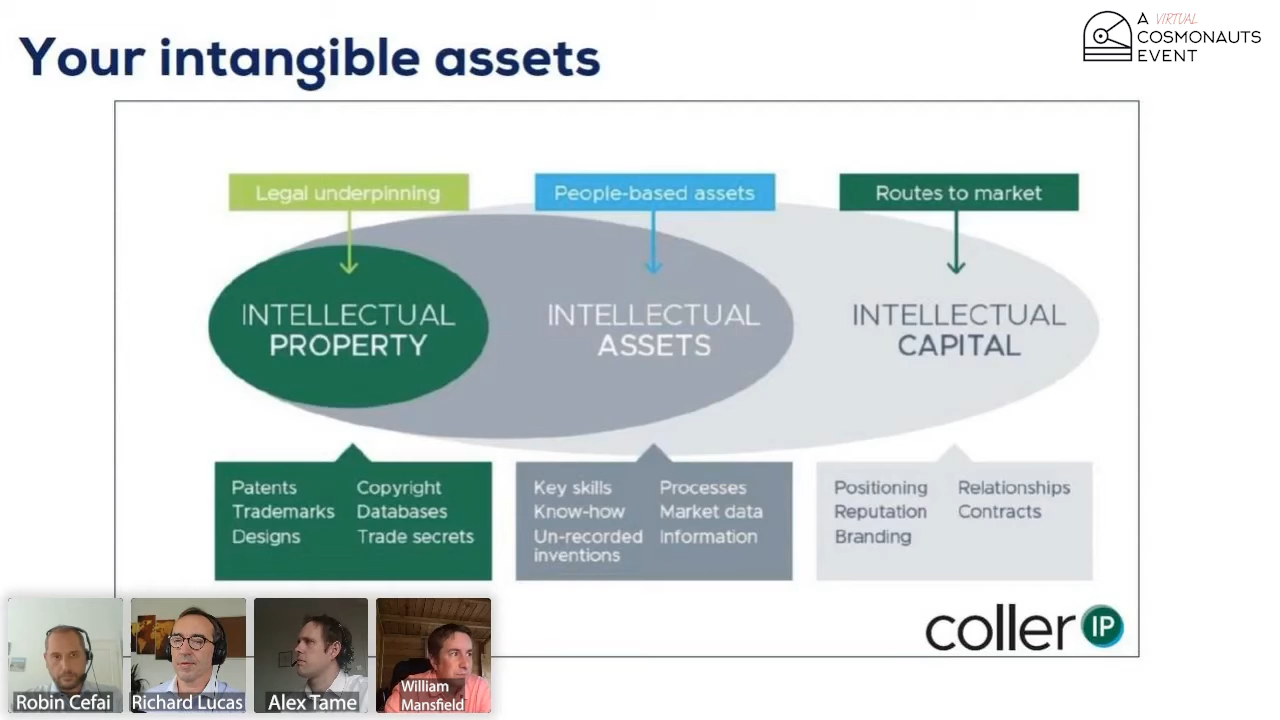 Your intangible assets
A VIRTUAL
COSMONAUTS
EVENT
Legal underpinning
People-based assets
Routes to market
INTELLECTUAL
PROPERTY
INTELLECTUAL
ASSETS
INTELLECTUAL
CAPITAL
Patents
Trademarks
Designs
Copyright
Databases
Trade secrets
Key skills
Know-how
Un-recorded
inventions
Processes
Market data
Information
Positioning
Reputation
Branding
Relationships
Contracts
coller IP
Robin Cefai
Richard Lucas
Alex Tame
William
Mansfield